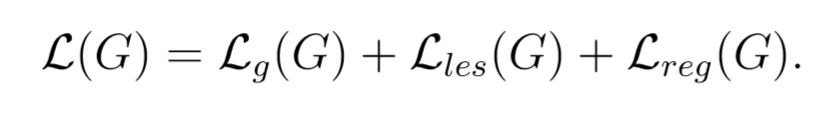 𝓛(G) = 𝓛_g(G) + 𝓛_les(G) + 𝓛_reg(G).